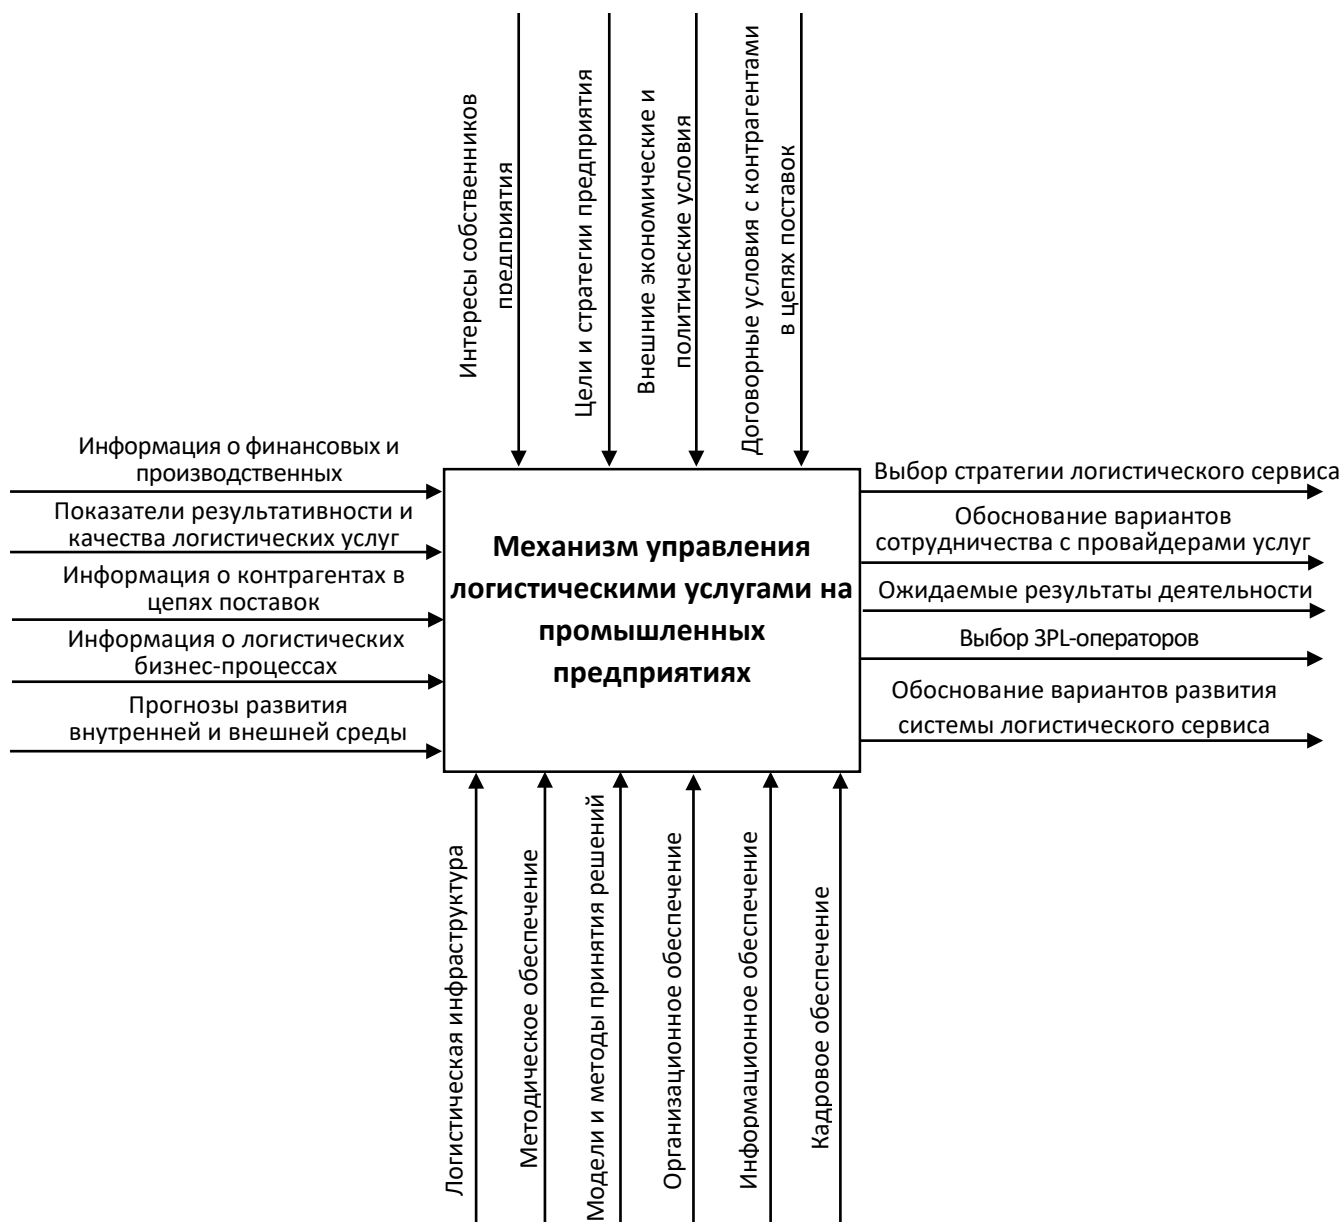 Интересы собственников
предприятия
Цели и стратегии предприятия
Внешние экономические и
политические условия
Договорные условия с контрагентами
в цепях поставок
Информация о финансовых и
производственных
Показатели результативности и
качества логистических услуг
Информация о контрагентах в
цепях поставок
Информация о логистических
бизнес-процессах
Прогнозы развития
внутренней и внешней среды
Механизм управления
логистическими услугами на
промышленных
предприятиях
Выбор стратегии логистического сервиса
Обоснование вариантов
сотрудничества с провайдерами услуг
Ожидаемые результаты деятельности
Выбор 3PL-операторов
Обоснование вариантов развития
системы логистического сервиса
Логистическая инфраструктура
Методическое обеспечение
Модели и методы принятия решений
Организационное обеспечение
Информационное обеспечение
Кадровое обеспечение